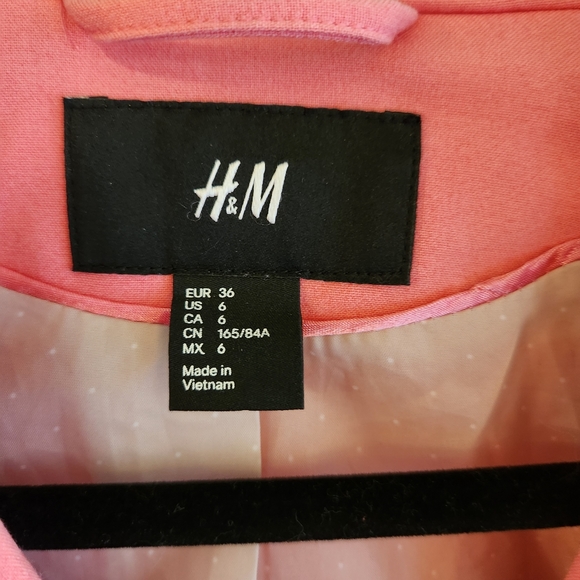 H&M
EUR 36
US 6
CA 6
CN 165/84A
MX 6
Made in
Vietnam